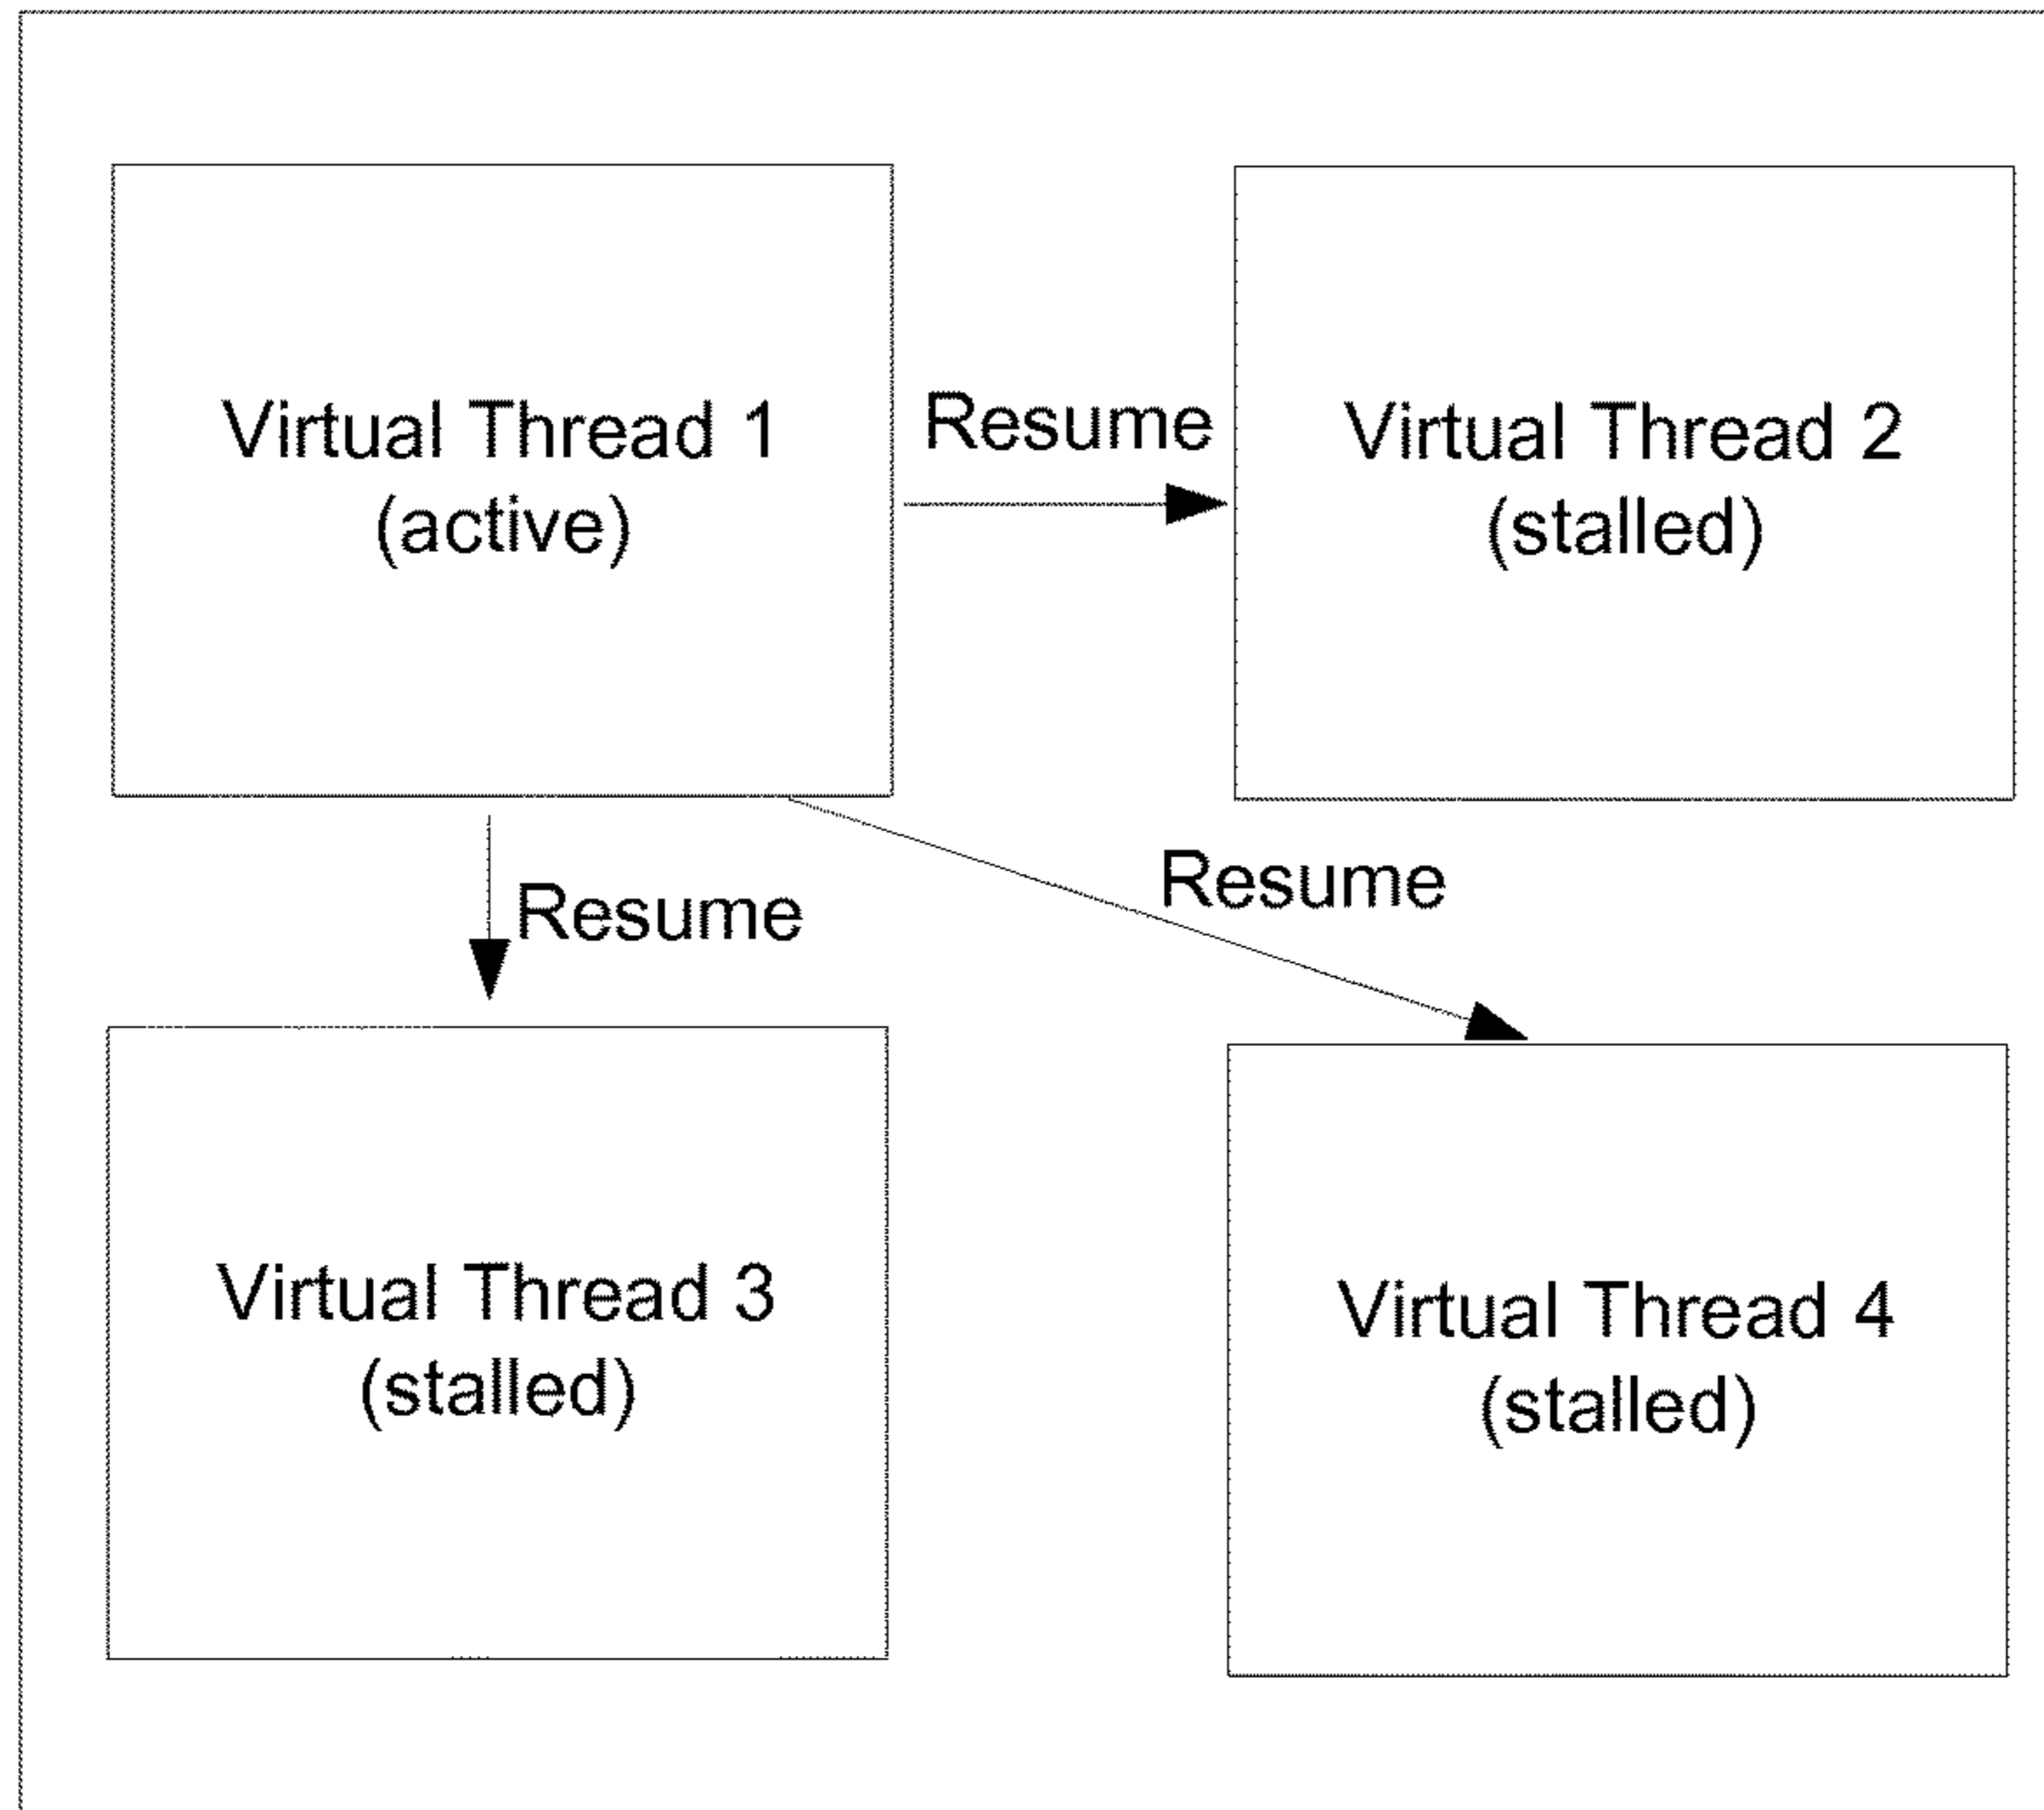 Virtual Thread 1
(active)
Resume
Virtual Thread 2
(stalled)
Resume
Resume
Virtual Thread 3
(stalled)
Virtual Thread 4
(stalled)